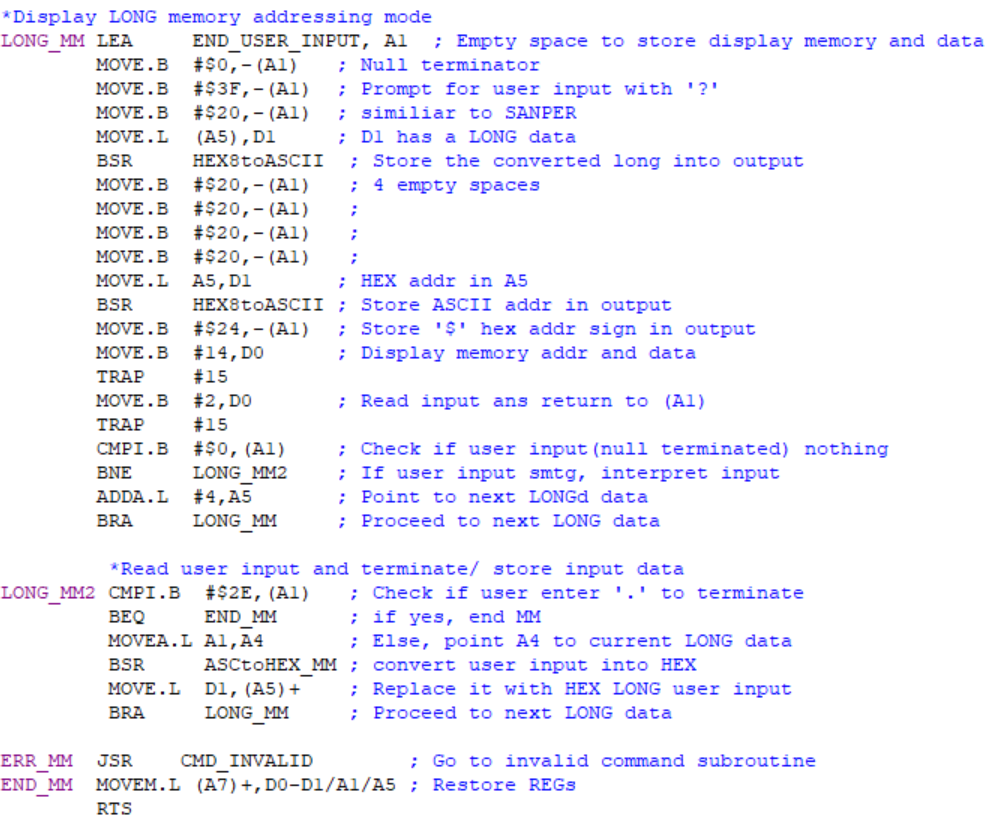 *Display LONG memory addressing mode
LONG_MM LEA     END_USER_INPUT, A1  ; Empty space to store display memory and data
        MOVE.B  #$0,-(A1)   ; Null terminator
        MOVE.B  #$3F,-(A1)  ; Prompt for user input with '?'
        MOVE.B  #$20,-(A1)  ; similiar to SANPER
        MOVE.L  (A5),D1     ; D1 has a LONG data
        BSR     HEX8toASCII  ; Store the converted long into output
        MOVE.B  #$20,-(A1)   ; 4 empty spaces
        MOVE.B  #$20,-(A1)   ;
        MOVE.B  #$20,-(A1)   ;
        MOVE.B  #$20,-(A1)   ;
        MOVE.L  A5,D1       ; HEX addr in A5
        BSR     HEX8toASCII ; Store ASCII addr in output
        MOVE.B  #$24,-(A1)  ; Store '$' hex addr sign in output
        MOVE.B  #14,D0      ; Display memory addr and data
        TRAP    #15
        MOVE.B  #2,D0       ; Read input ans return to (A1)
        TRAP    #15
        CMPI.B  #$0,(A1)    ; Check if user input(null terminated) nothing
        BNE     LONG_MM2    ; If user input smtg, interpret input
        ADDA.L  #4,A5       ; Point to next LONGd data
        BRA     LONG_MM     ; Proceed to next LONG data
         *Read user input and terminate/ store input data
LONG_MM2 CMPI.B  #$2E,(A1)   ; Check if user enter '.' to terminate
         BEQ     END_MM      ; if yes, end MM
         MOVEA.L A1,A4       ; Else, point A4 to current LONG data
         BSR     ASCtoHEX_MM ; convert user input into HEX
         MOVE.L  D1,(A5)+    ; Replace it with HEX LONG user input
         BRA     LONG_MM     ; Proceed to next LONG data
ERR_MM  JSR    CMD_INVALID        ; Go to invalid command subroutine
END_MM  MOVEM.L (A7)+,D0-D1/A1/A5 ; Restore REGs
        RTS